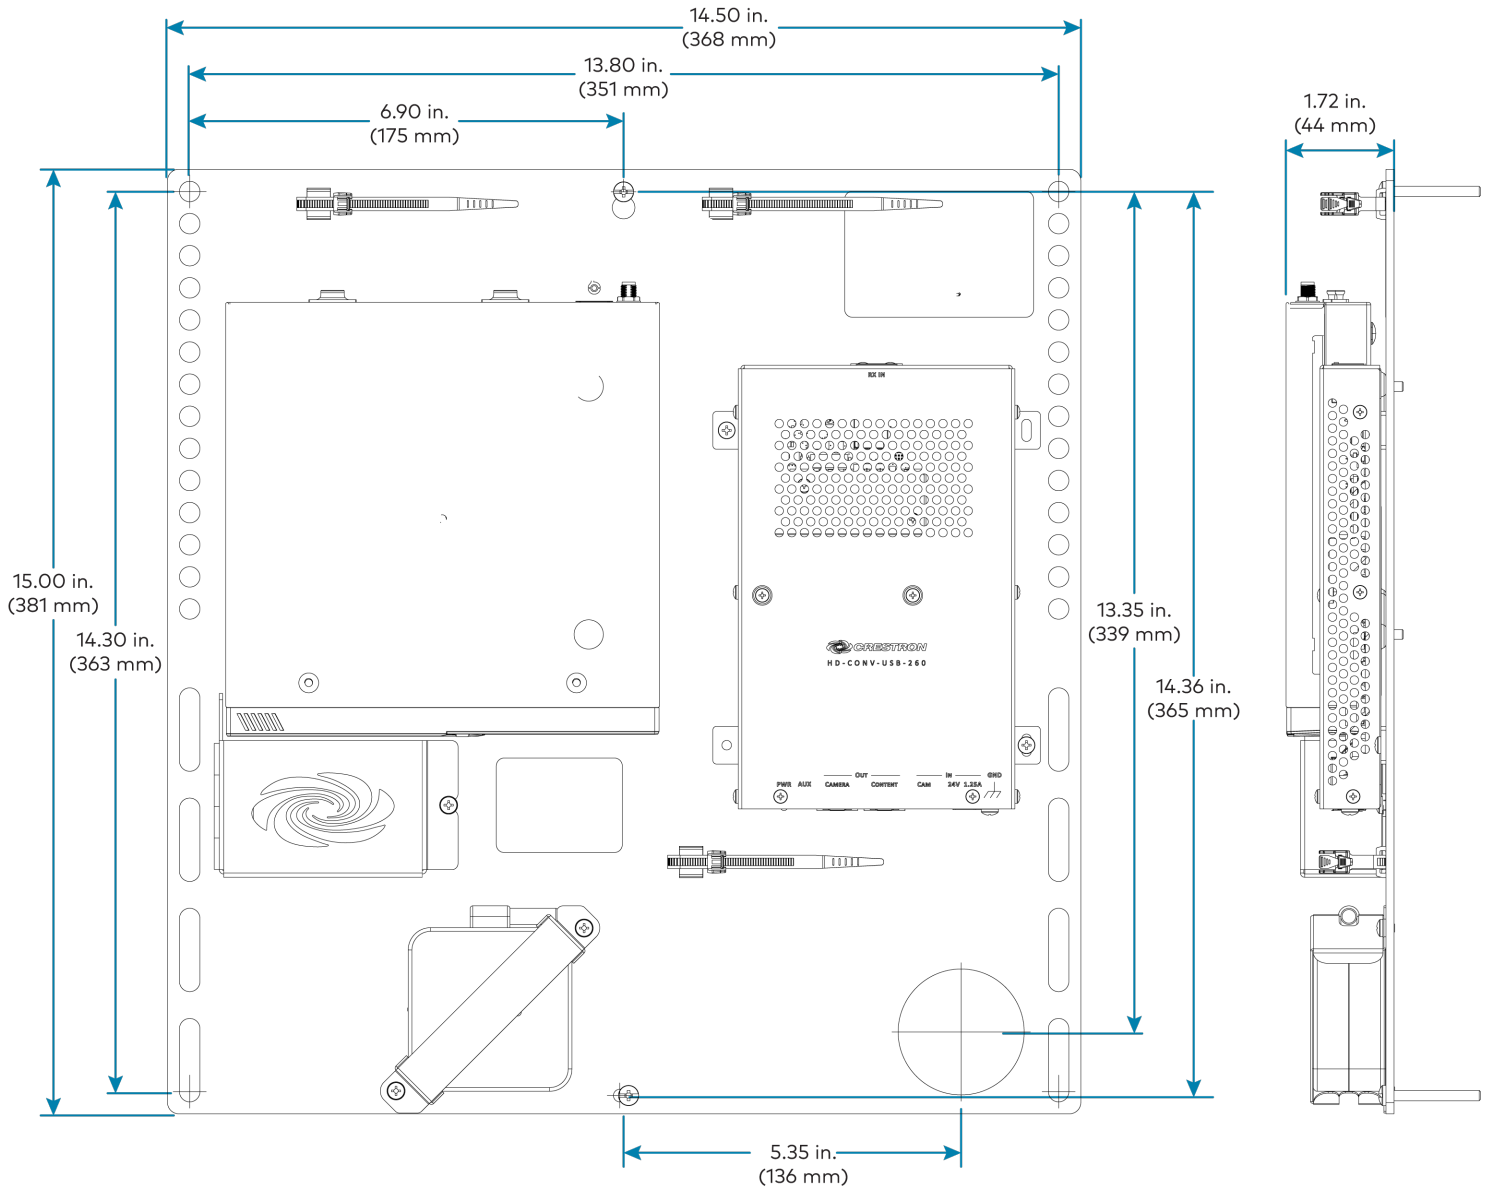 14.50 in.
(368 mm)
13.80 in.
(351 mm)
6.90 in.
(175 mm)
1.72 in.
(44 mm)
RX IN
15.00 in.
(381 mm)
14.30 in.
(363 mm)
13.35 in.
(339 mm)
14.36 in.
(365 mm)
CRESTRON
HD-CONV-USB-260
OUT IN GND
PWR AUX CAMERA CONTENT CAM 24V 1.25A
5.35 in.
(136 mm)